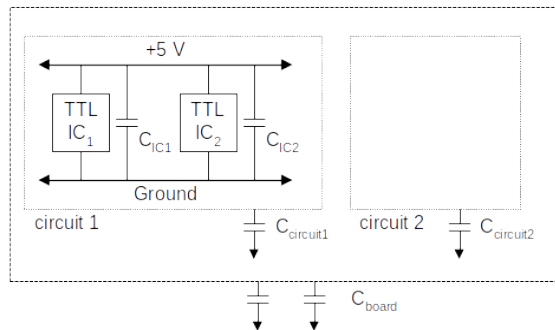 +5 V
TTL
IC1
CIC1
TTL
IC2
CIC2
Ground
circuit 1
Ccircuit1
circuit 2
Ccircuit2
Cboard